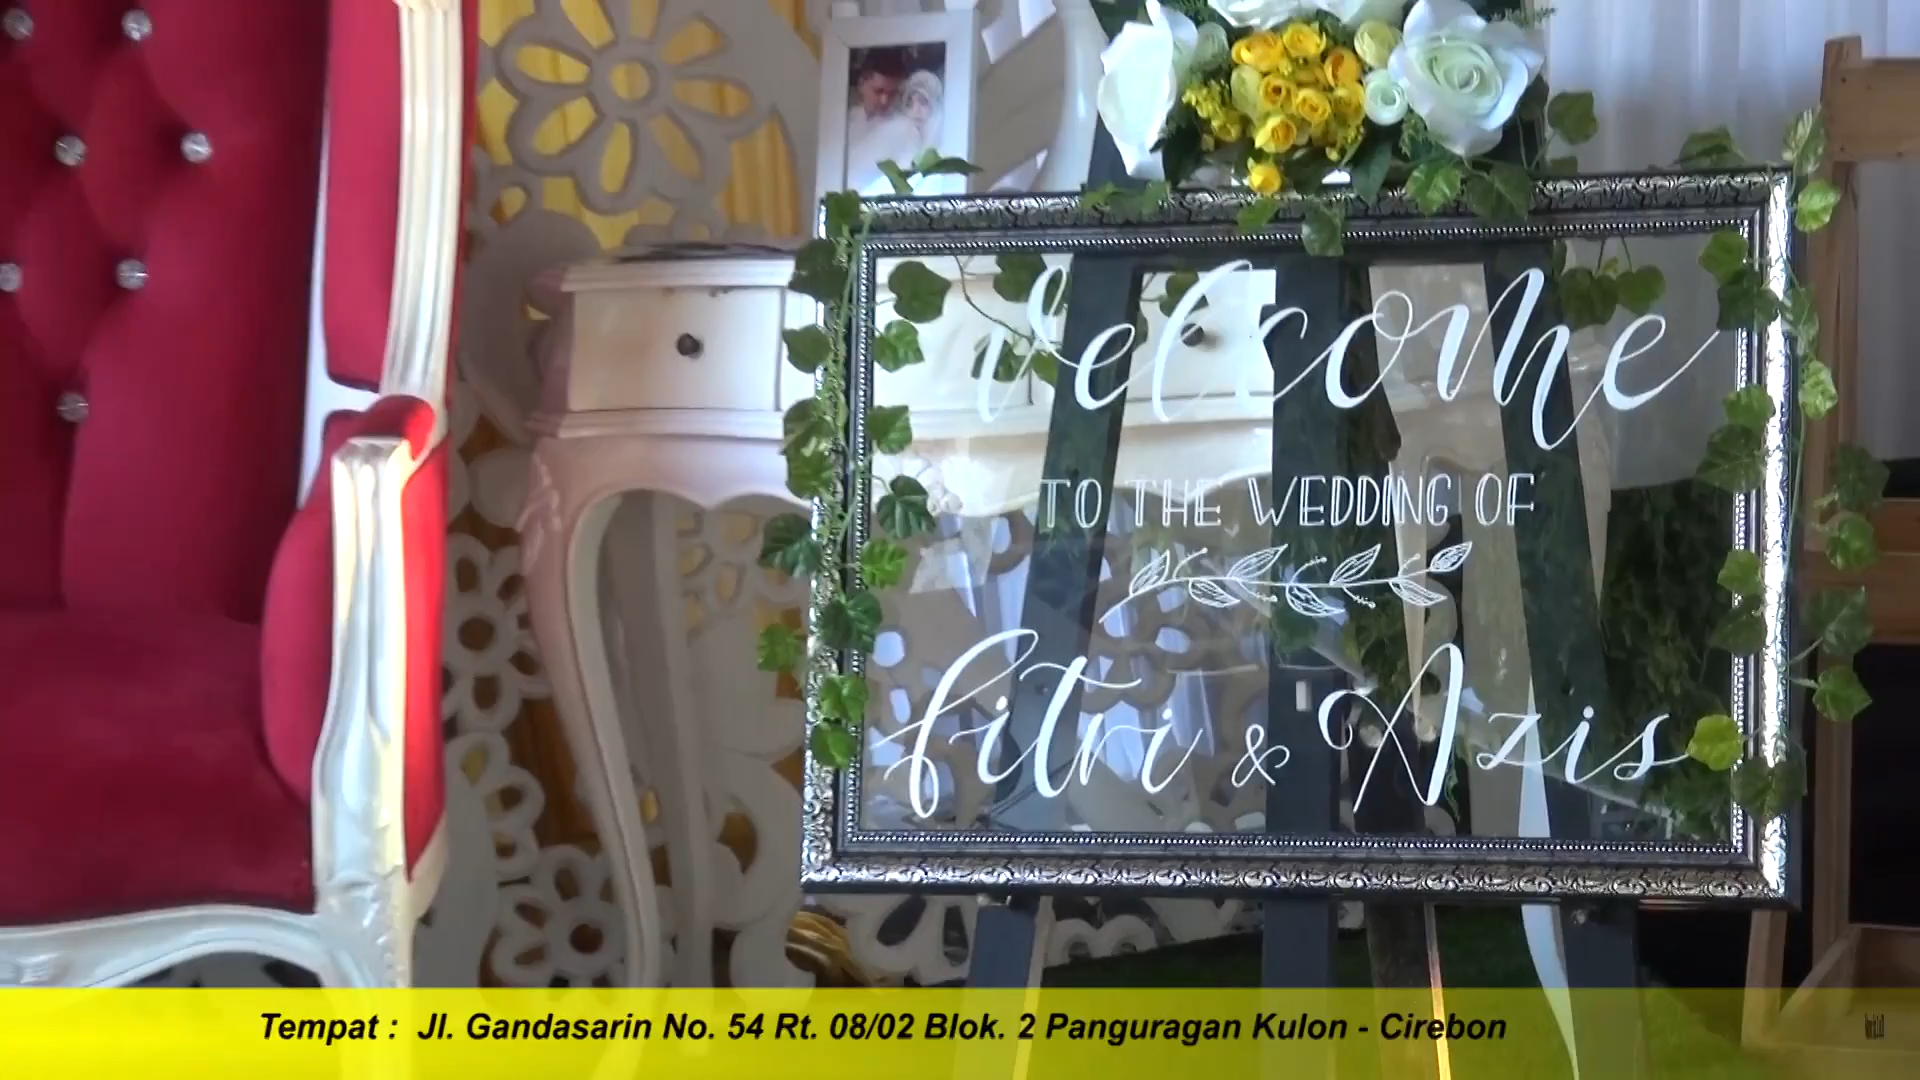 Welcome
TO THE WEDDING OF
fitri & Azis
Tempat : Jl. Gandasarin No. 54 Rt. 08/02 Blok. 2 Panguragan Kulon - Cirebon